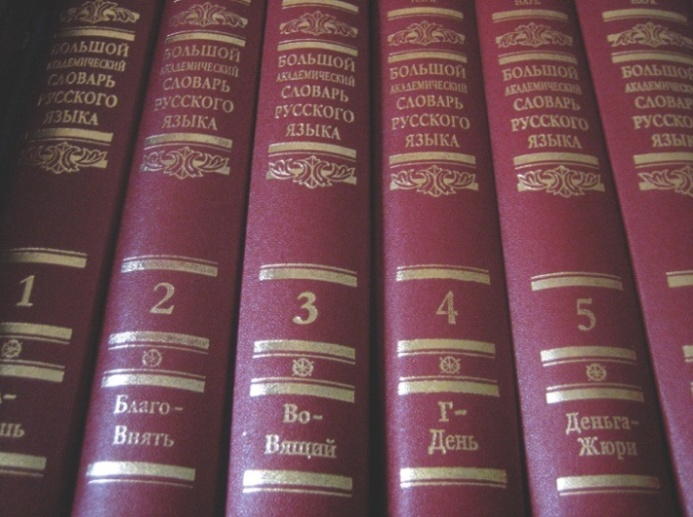 БОЛЬШОЙ
АКАДЕМИЧЕСКИЙ
СЛОВАРЬ
РУССКОГО
ЯЗЫКА
1
БОЛЬШОЙ
АКАДЕМИЧЕСКИЙ
СЛОВАРЬ
РУССКОГО
ЯЗЫКА
2
Благо-
Внять
БОЛЬШОЙ
АКАДЕМИЧЕСКИЙ
СЛОВАРЬ
РУССКОГО
ЯЗЫКА
3
Во-
Вящий
БОЛЬШОЙ
АКАДЕМИЧЕСКИЙ
СЛОВАРЬ
РУССКОГО
ЯЗЫКА
4
Г-
День
БОЛЬШОЙ
АКАДЕМИЧЕСКИЙ
СЛОВАРЬ
РУССКОГО
ЯЗЫКА
5
Деньга-
Жюри
БОЛЬШОЙ
АКАДЕМИЧЕСКИЙ
СЛОВАРЬ
РУССКОГО
ЯЗЫКА